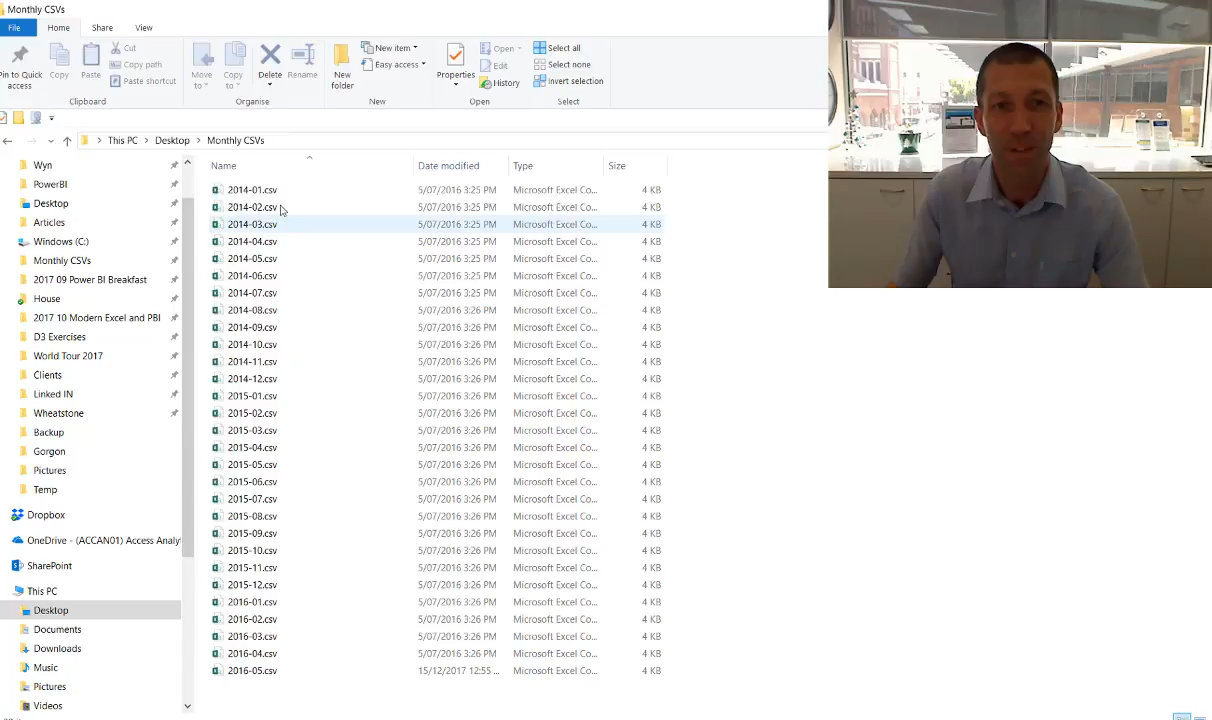 Monthly CSVs
File Home Share View
Pin to Quick access
Copy
Paste
Cut
Copy path
Paste shortcut
Clipboard
Move to
Copy to
Delete
Rename
Organise
New folder
New item
Easy access
New
Properties
Open
Edit
History
Open
Select all
Select none
Invert selection
Select
This PC Desktop Monthly CSVs
Wyn
PowerBI
Desktop
Articles
Windows (C:)
Monthly CSVs
2017 09 Power BI Breakfast
House
2017 10 Modern Excel and PBI
D3 Exercises
World Tour 2017
Clients
Linked IN
Wheatstone
Backup
Gorgon
Pictures
Temp
Dropbox
OneDrive - (ACCAN01) Access Analyt
SharePoint
This PC
Desktop
Documents
Downloads
Music
Pictures
Videos
Name Date modified Type Size
2014-01.csv 5/07/2016 3:25 PM Microsoft Excel Co... 4 KB
2014-02.csv 5/07/2016 3:25 PM Microsoft Excel Co... 4 KB
2014-03.csv 5/07/2016 3:25 PM Microsoft Excel Co... 4 KB
2014-04.csv 5/07/2016 3:25 PM Microsoft Excel Co... 4 KB
2014-05.csv 5/07/2016 3:25 PM Microsoft Excel Co... 4 KB
2014-06.csv 5/07/2016 3:25 PM Microsoft Excel Co... 4 KB
2014-07.csv 5/07/2016 3:25 PM Microsoft Excel Co... 4 KB
2014-08.csv 5/07/2016 3:26 PM Microsoft Excel Co... 4 KB
2014-09.csv 5/07/2016 3:26 PM Microsoft Excel Co... 4 KB
2014-10.csv 5/07/2016 3:26 PM Microsoft Excel Co... 4 KB
2014-11.csv 5/07/2016 3:26 PM Microsoft Excel Co... 4 KB
2014-12.csv 5/07/2016 3:26 PM Microsoft Excel Co... 4 KB
2015-01.csv 5/07/2016 3:26 PM Microsoft Excel Co... 4 KB
2015-02.csv 5/07/2016 3:26 PM Microsoft Excel Co... 4 KB
2015-03.csv 5/07/2016 3:26 PM Microsoft Excel Co... 4 KB
2015-04.csv 5/07/2016 3:26 PM Microsoft Excel Co... 4 KB
2015-05.csv 5/07/2016 3:26 PM Microsoft Excel Co... 4 KB
2015-06.csv 5/07/2016 3:26 PM Microsoft Excel Co... 4 KB
2015-07.csv 5/07/2016 3:26 PM Microsoft Excel Co... 4 KB
2015-08.csv 5/07/2016 3:26 PM Microsoft Excel Co... 4 KB
2015-09.csv 5/07/2016 3:26 PM Microsoft Excel Co... 4 KB
2015-10.csv 5/07/2016 3:26 PM Microsoft Excel Co... 4 KB
2015-11.csv 5/07/2016 3:26 PM Microsoft Excel Co... 4 KB
2015-12.csv 5/07/2016 3:26 PM Microsoft Excel Co... 4 KB
2016-01.csv 5/07/2016 3:26 PM Microsoft Excel Co... 4 KB
2016-02.csv 5/07/2016 3:26 PM Microsoft Excel Co... 4 KB
2016-03.csv 5/07/2016 3:26 PM Microsoft Excel Co... 4 KB
2016-04.csv 5/07/2016 3:26 PM Microsoft Excel Co... 4 KB
2016-05.csv 15/12/2017 12:55 ... Microsoft Excel Co... 4 KB